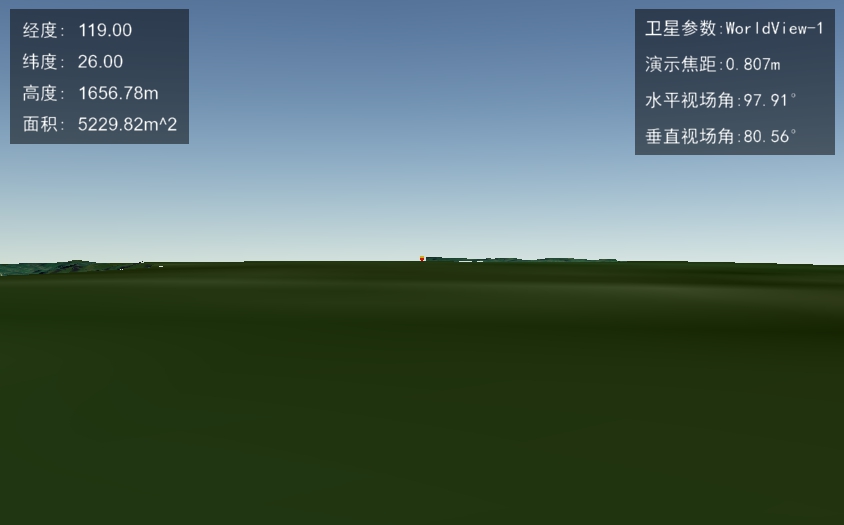 经度: 119.00
纬度: 26.00
高度: 1656.78m
面积: 5229.82m^2
卫星参数:WorldView-1
演示焦距:0.807m
水平视场角:97.91°
垂直视场角:80.56°